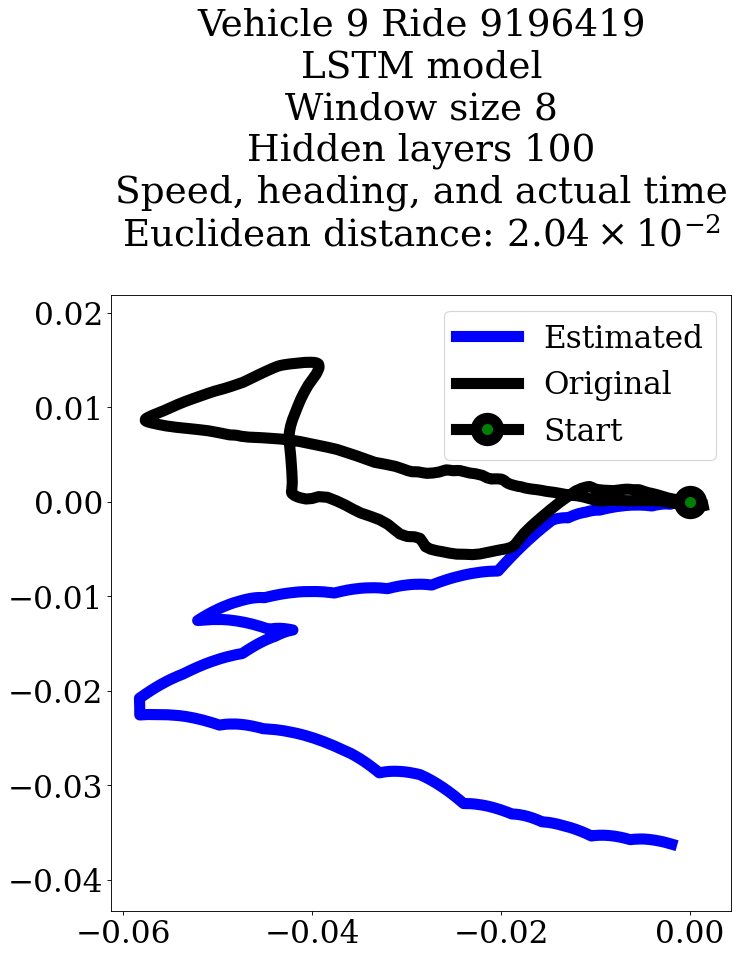 Vehicle 9 Ride 9196419
LSTM model
Window size 8
Hidden layers 100
Speed, heading, and actual time
Euclidean distance: 2.04 × 10⁻²
Estimated
Original
Start
0.02
0.01
0.00
−0.01
−0.02
−0.03
−0.04
−0.06 −0.04 −0.02 0.00